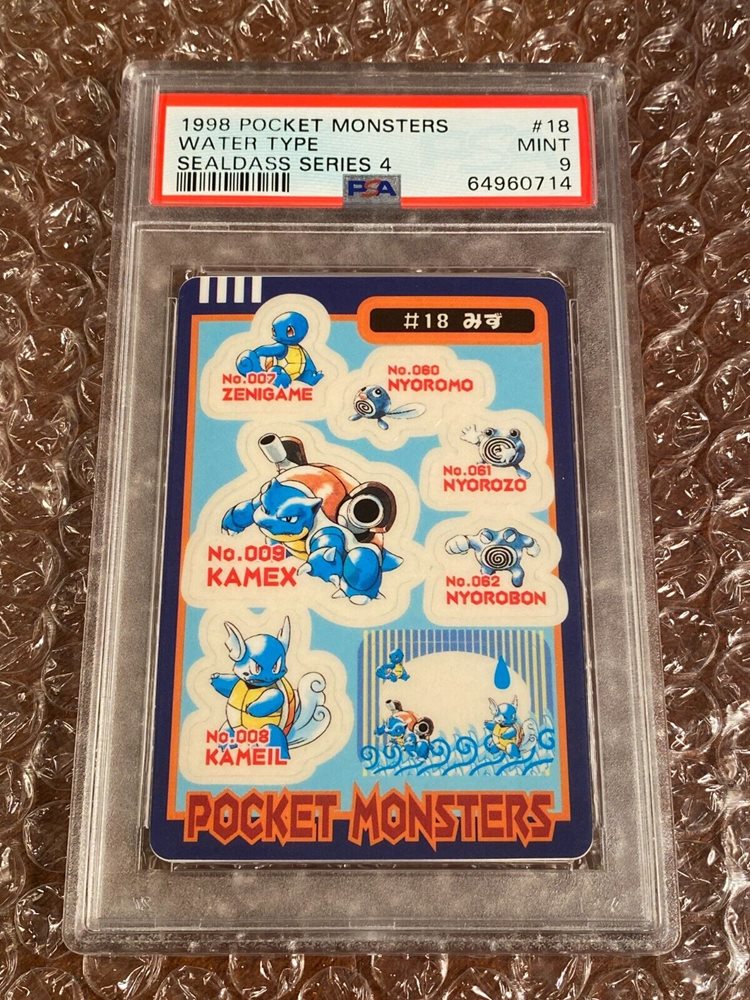 1998 POCKET MONSTERS #18
WATER TYPE MINT
SEALDASS SERIES 4 9
PSA 64960714
#18 みず
No.007
ZENIGAME
No.060
NYOROMO
No.061
NYOROZO
No.009
KAMEX
No.062
NYOROBON
No.008
KAMEIL
POCKET MONSTERS